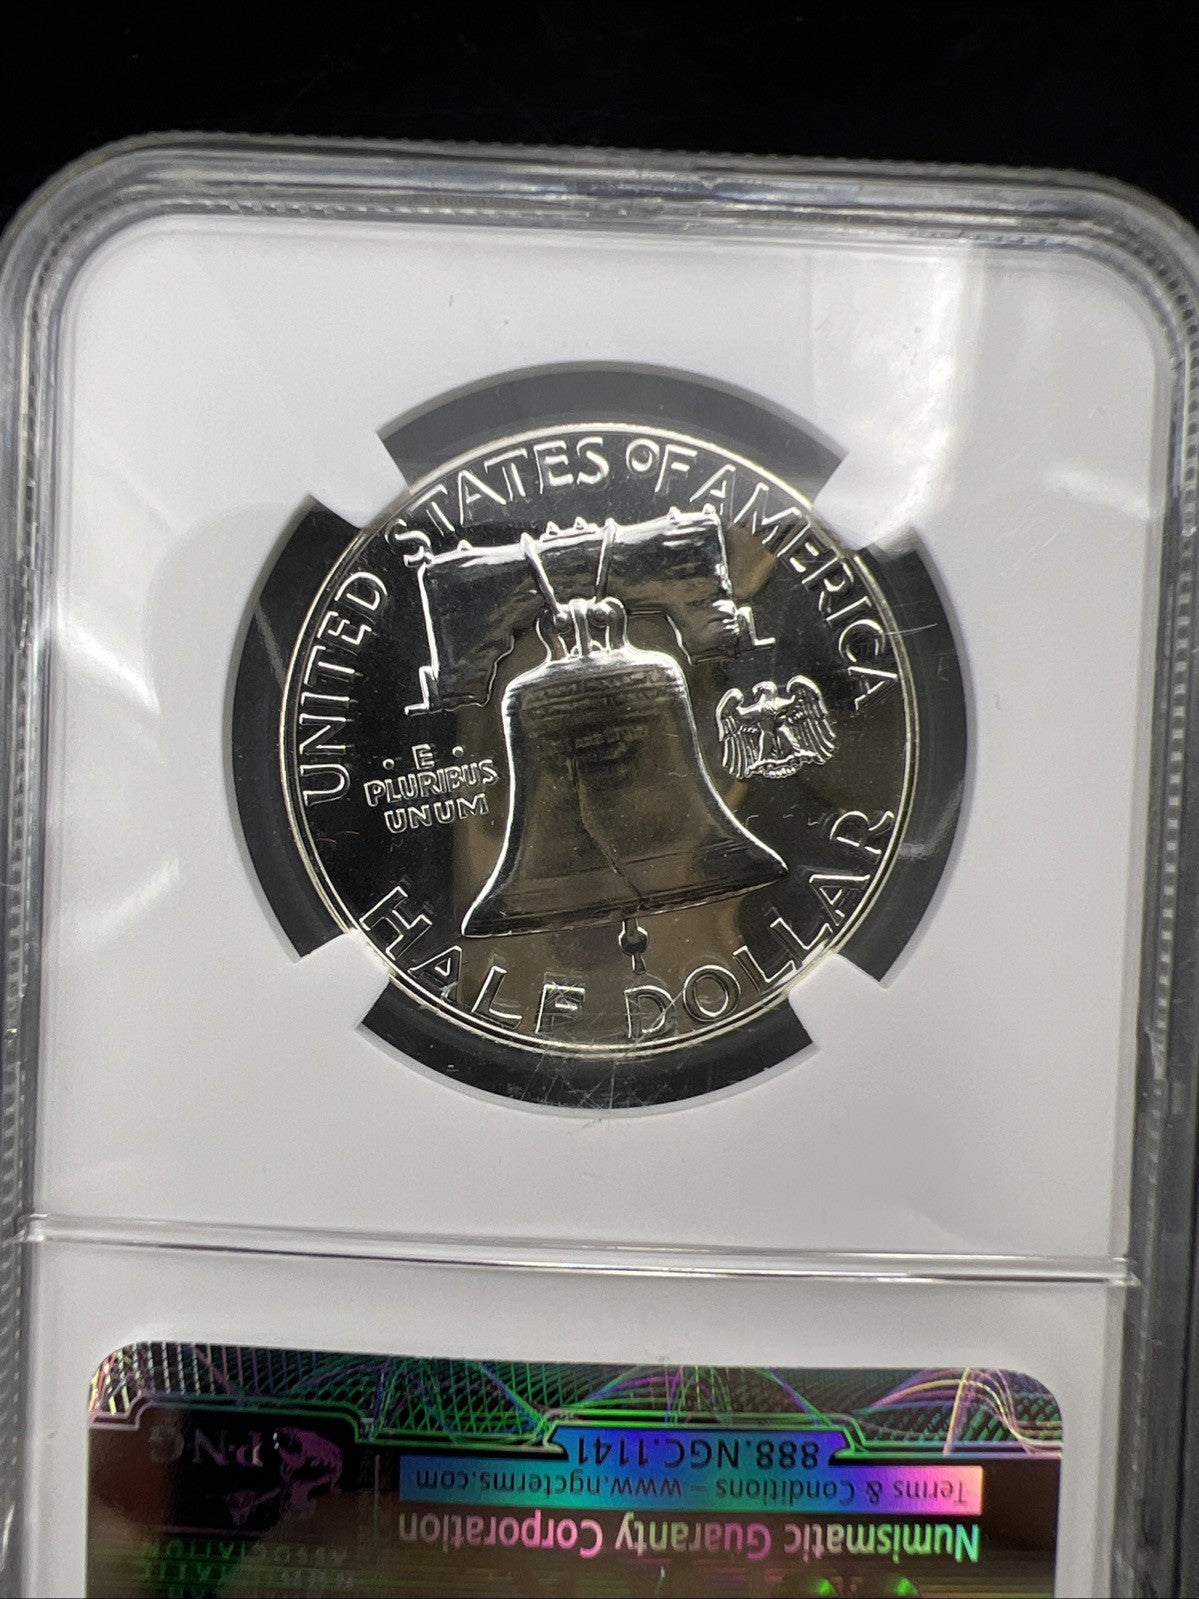 UNITED STATES OF AMERICA
· E ·
PLURIBUS
UNUM
HALF DOLLAR
P·N·G
888.NGC.1141
Terms & Conditions – www.ngcterms.com
Numismatic Guaranty Corporation